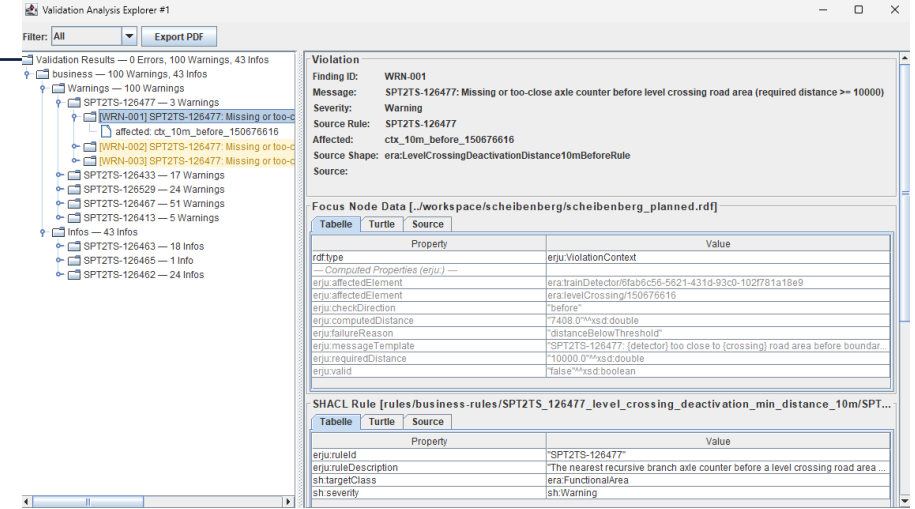 Validation Analysis Explorer #1
Filter: All Export PDF
Validation Results — 0 Errors, 100 Warnings, 43 Infos
business — 100 Warnings, 43 Infos
Warnings — 100 Warnings
SPT2TS-126477 — 3 Warnings
[WRN-001] SPT2TS-126477: Missing or too-c
affected: ctx_10m_before_150676616
[WRN-002] SPT2TS-126477: Missing or too-c
[WRN-003] SPT2TS-126477: Missing or too-c
SPT2TS-126433 — 17 Warnings
SPT2TS-126529 — 24 Warnings
SPT2TS-126467 — 51 Warnings
SPT2TS-126413 — 5 Warnings
Infos — 43 Infos
SPT2TS-126463 — 18 Infos
SPT2TS-126465 — 1 Info
SPT2TS-126462 — 24 Infos
Violation
Finding ID: WRN-001
Message: SPT2TS-126477: Missing or too-close axle counter before level crossing road area (required distance >= 10000)
Severity: Warning
Source Rule: SPT2TS-126477
Affected: ctx_10m_before_150676616
Source Shape: era:LevelCrossingDeactivationDistance10mBeforeRule
Source:
Focus Node Data [../workspace/scheibenberg/scheibenberg_planned.rdf]
Tabelle Turtle Source
Property Value
rdf:type erju:ViolationContext
— Computed Properties (erju:) —
erju:affectedElement era:trainDetector/6fab6c56-5621-431d-93c0-102f781a18e9
erju:affectedElement era:levelCrossing/150676616
erju:checkDirection "before"
erju:computedDistance "7408.0"^^xsd:double
erju:failureReason "distanceBelowThreshold"
erju:messageTemplate "SPT2TS-126477: {detector} too close to {crossing} road area before boundar...
erju:requiredDistance "10000.0"^^xsd:double
erju:valid "false"^^xsd:boolean
SHACL Rule [rules/business-rules/SPT2TS_126477_level_crossing_deactivation_min_distance_10m/SPT...
Tabelle Turtle Source
Property Value
erju:ruleId "SPT2TS-126477"
erju:ruleDescription "The nearest recursive branch axle counter before a level crossing road area ...
sh:targetClass era:FunctionalArea
sh:severity sh:Warning